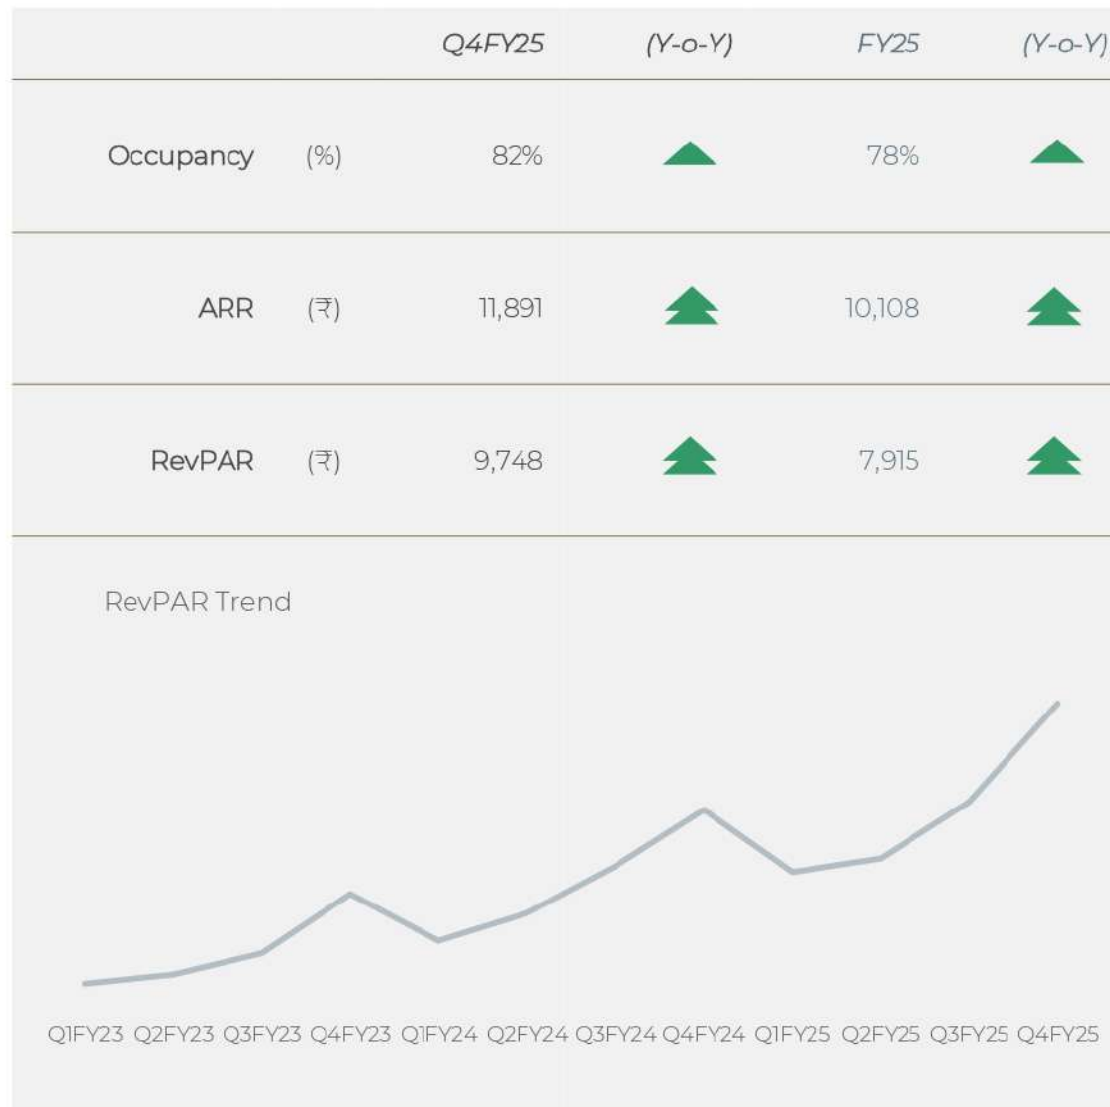 Q4FY25 (Y-o-Y) FY25 (Y-o-Y)
Occupancy (%) 82% 78%
ARR (₹) 11,891 10,108
RevPAR (₹) 9,748 7,915
RevPAR Trend
Q1FY23 Q2FY23 Q3FY23 Q4FY23 Q1FY24 Q2FY24 Q3FY24 Q4FY24 Q1FY25 Q2FY25 Q3FY25 Q4FY25